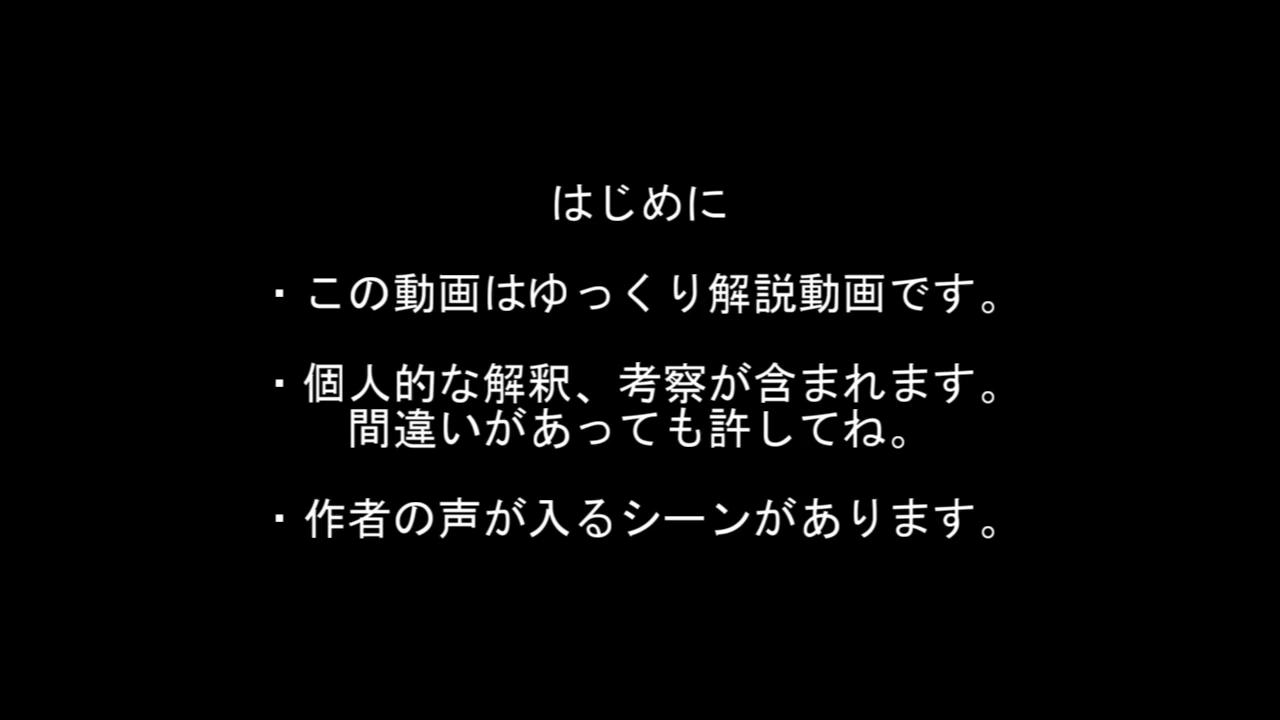 はじめに
・この動画はゆっくり解説動画です。
・個人的な解釈、考察が含まれます。
間違いがあっても許してね。
・作者の声が入るシーンがあります。